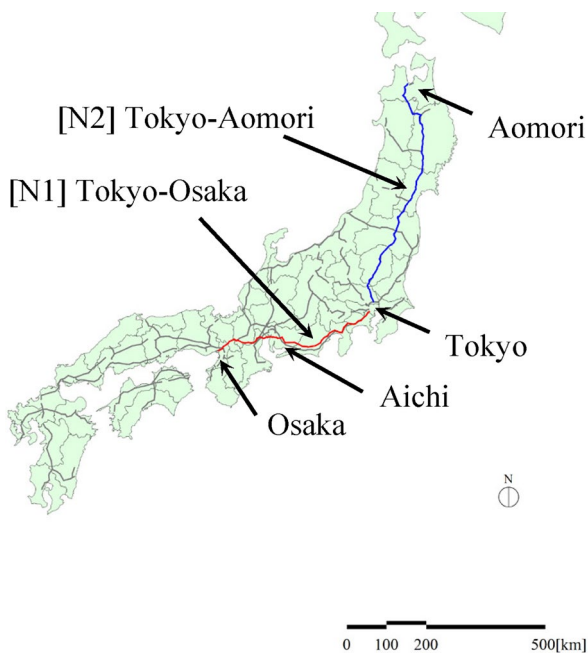 [N2] Tokyo-Aomori
Aomori
[N1] Tokyo-Osaka
Tokyo
Aichi
Osaka
N
0 100 200 500[km]